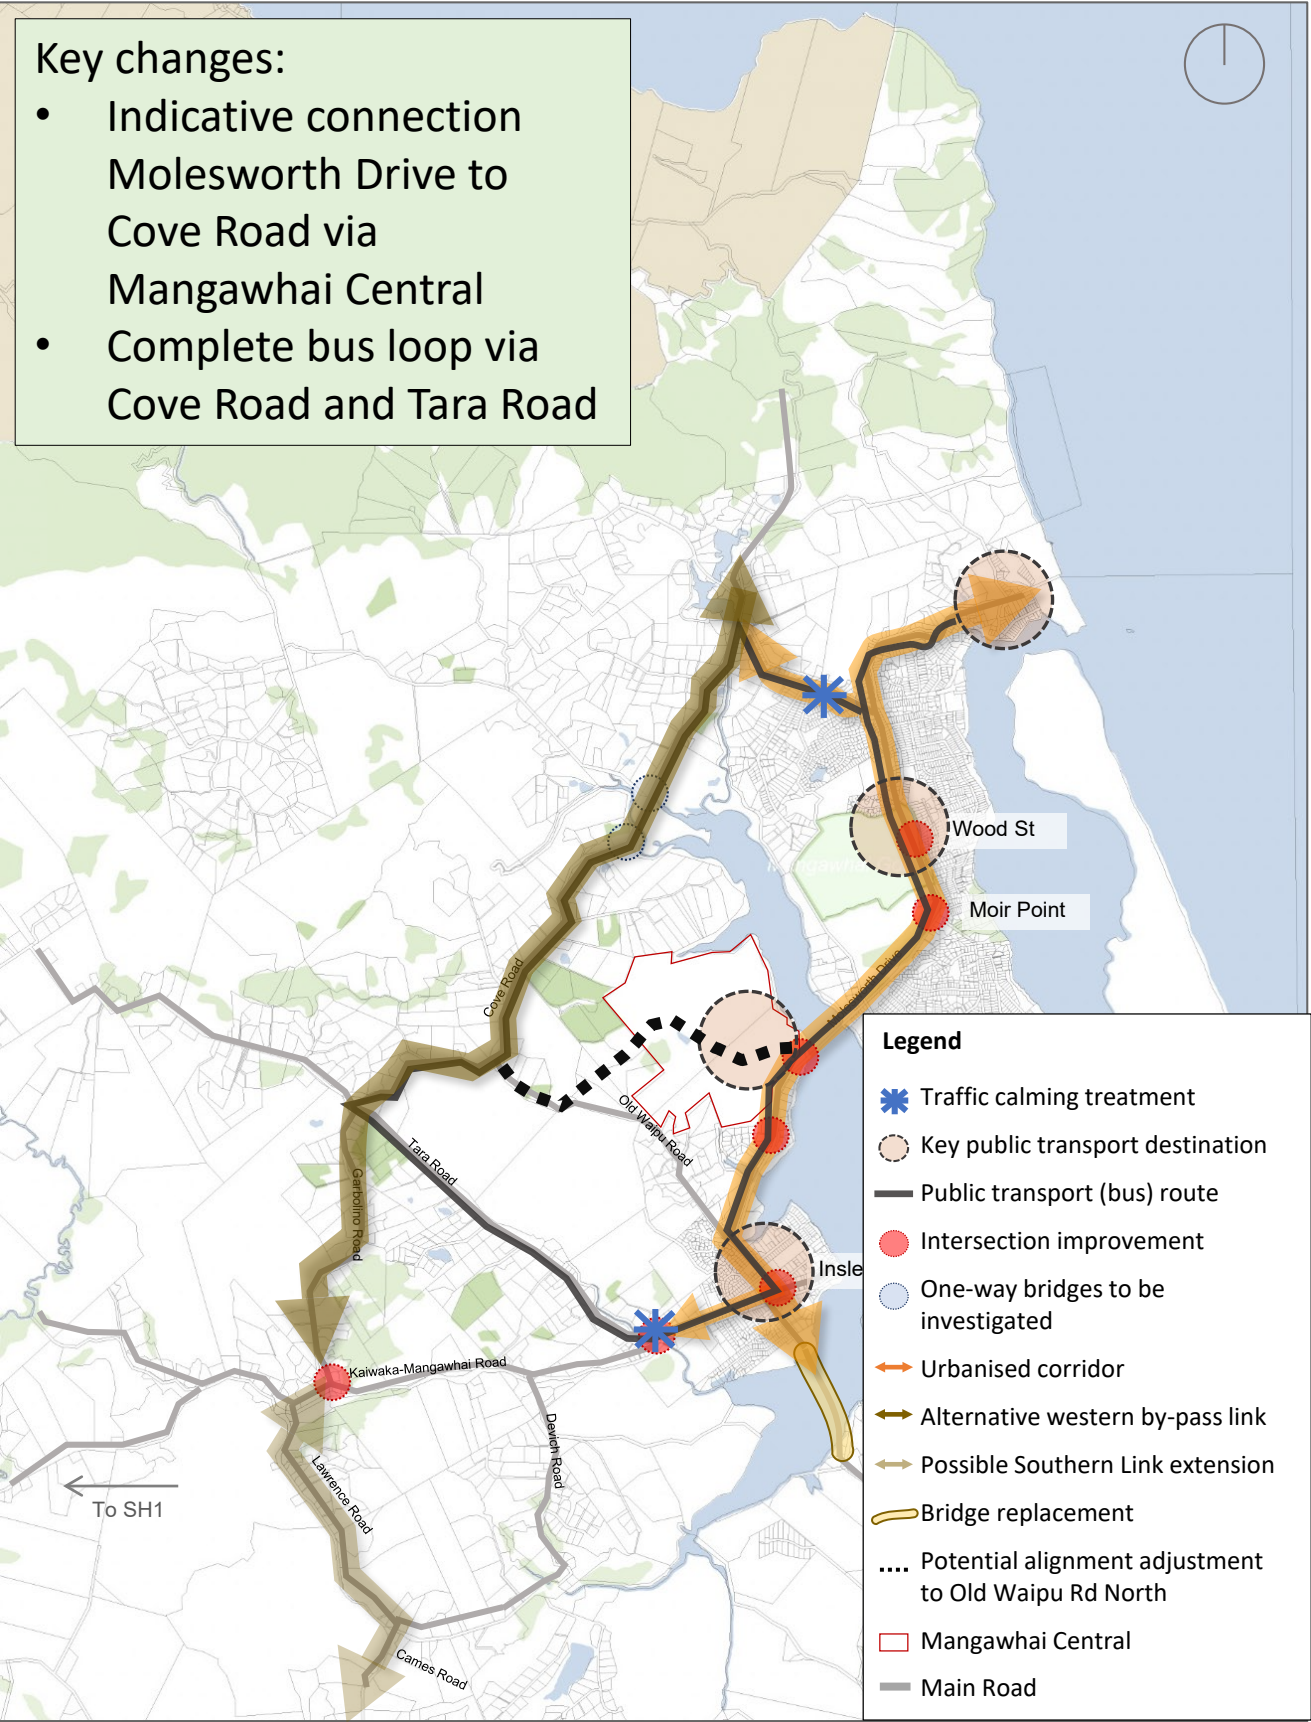 Key changes:
• Indicative connection
Molesworth Drive to
Cove Road via
Mangawhai Central
• Complete bus loop via
Cove Road and Tara Road
Wood St
Moir Point
Molesworth Drive
Cove Road
Old Waipu Road
Tara Road
Garbolino Road
Insle
Kaiwaka-Mangawhai Road
Devich Road
Lawrence Road
To SH1
Cames Road
Legend
Traffic calming treatment
Key public transport destination
Public transport (bus) route
Intersection improvement
One-way bridges to be
investigated
Urbanised corridor
Alternative western by-pass link
Possible Southern Link extension
Bridge replacement
Potential alignment adjustment
to Old Waipu Rd North
Mangawhai Central
Main Road